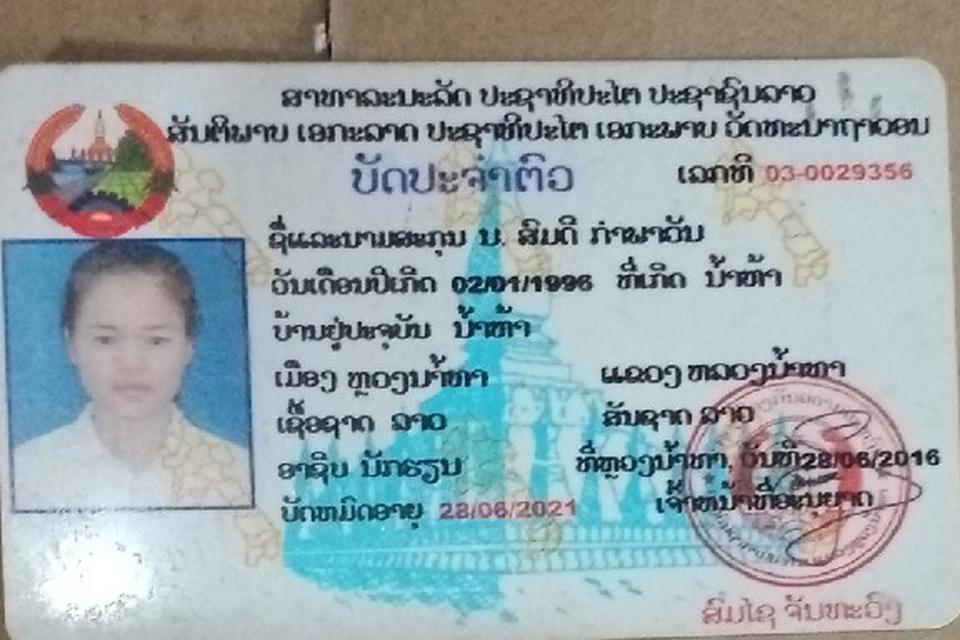 ສາທາລະນະລັດ ປະຊາທິປະໄຕ ປະຊາຊົນລາວ
ສັນຕິພາບ ເອກະລາດ ປະຊາທິປະໄຕ ເອກະພາບ ວັດທະນາຖາວອນ
ບັດປະຈຳຕົວ ເລກທີ 03-0029356
ຊື່ແລະນາມສະກຸນ ນ. ສົມດີ ກຳພາວັນ
ວັນເດືອນປີເກີດ 02/01/1996 ທີ່ເກີດ ນ້ຳຫ້າ
ບ້ານຢູ່ປະຈຸບັນ ນ້ຳຫ້າ
ເມືອງ ຫຼວງນ້ຳທາ ແຂວງ ຫລວງນ້ຳທາ
ເຊື້ອຊາດ ລາວ ສັນຊາດ ລາວ
ອາຊີບ ນັກຮຽນ ທີ່ຫຼວງນ້ຳທາ, ວັນທີ28/06/2016
ບັດຫມົດອາຍຸ 28/06/2021 ເຈົ້າຫນ້າທີ່ອະນຸຍາດ
ສົມໄຊ ຈັນທະວົງ